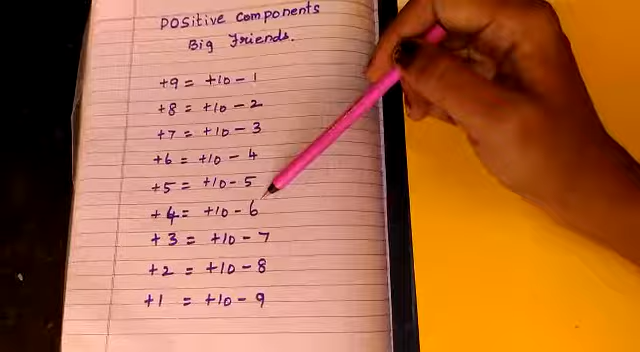 Positive Components
Big Friends.
+9 = +10 - 1
+8 = +10 - 2
+7 = +10 - 3
+6 = +10 - 4
+5 = +10 - 5
+4 = +10 - 6
+3 = +10 - 7
+2 = +10 - 8
+1 = +10 - 9